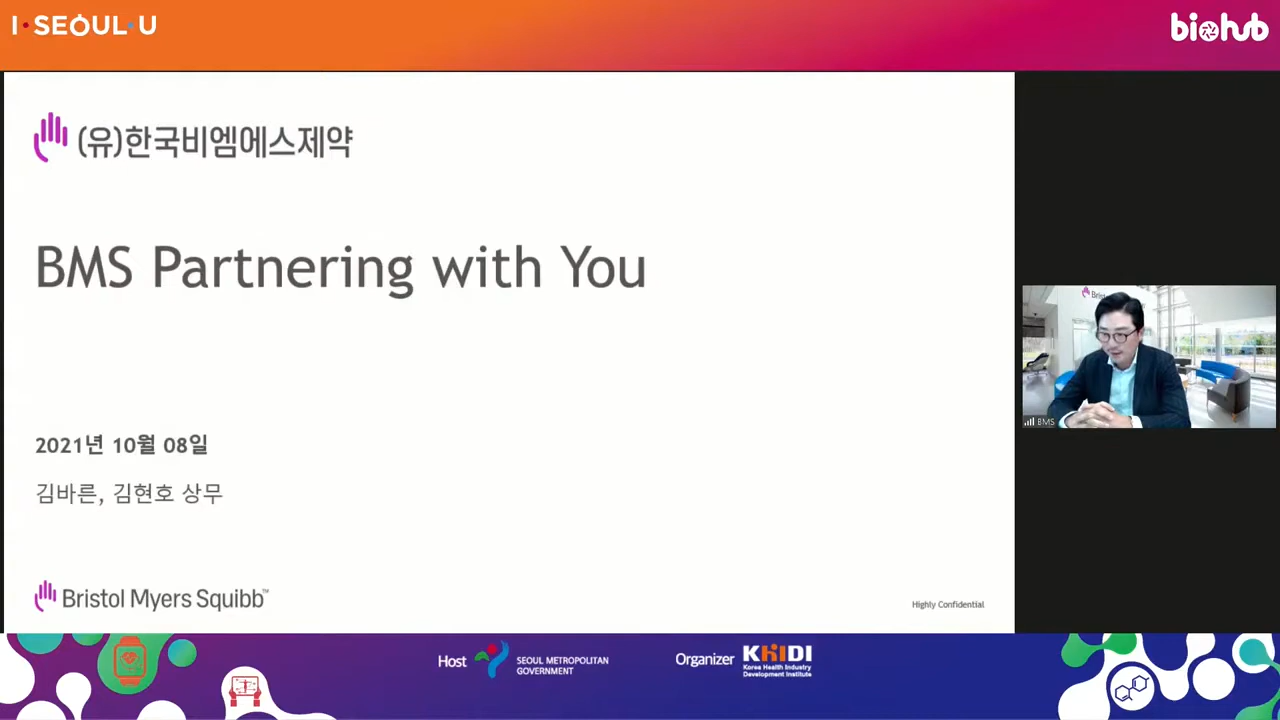 I·SEOUL·U
biohub
(유)한국비엠에스제약
BMS Partnering with You
2021년 10월 08일
김바른, 김현호 상무
Bristol Myers Squibb™
Highly Confidential
BMS
Host
SEOUL METROPOLITAN
GOVERNMENT
Organizer
KHIDI
Korea Health Industry
Development Institute